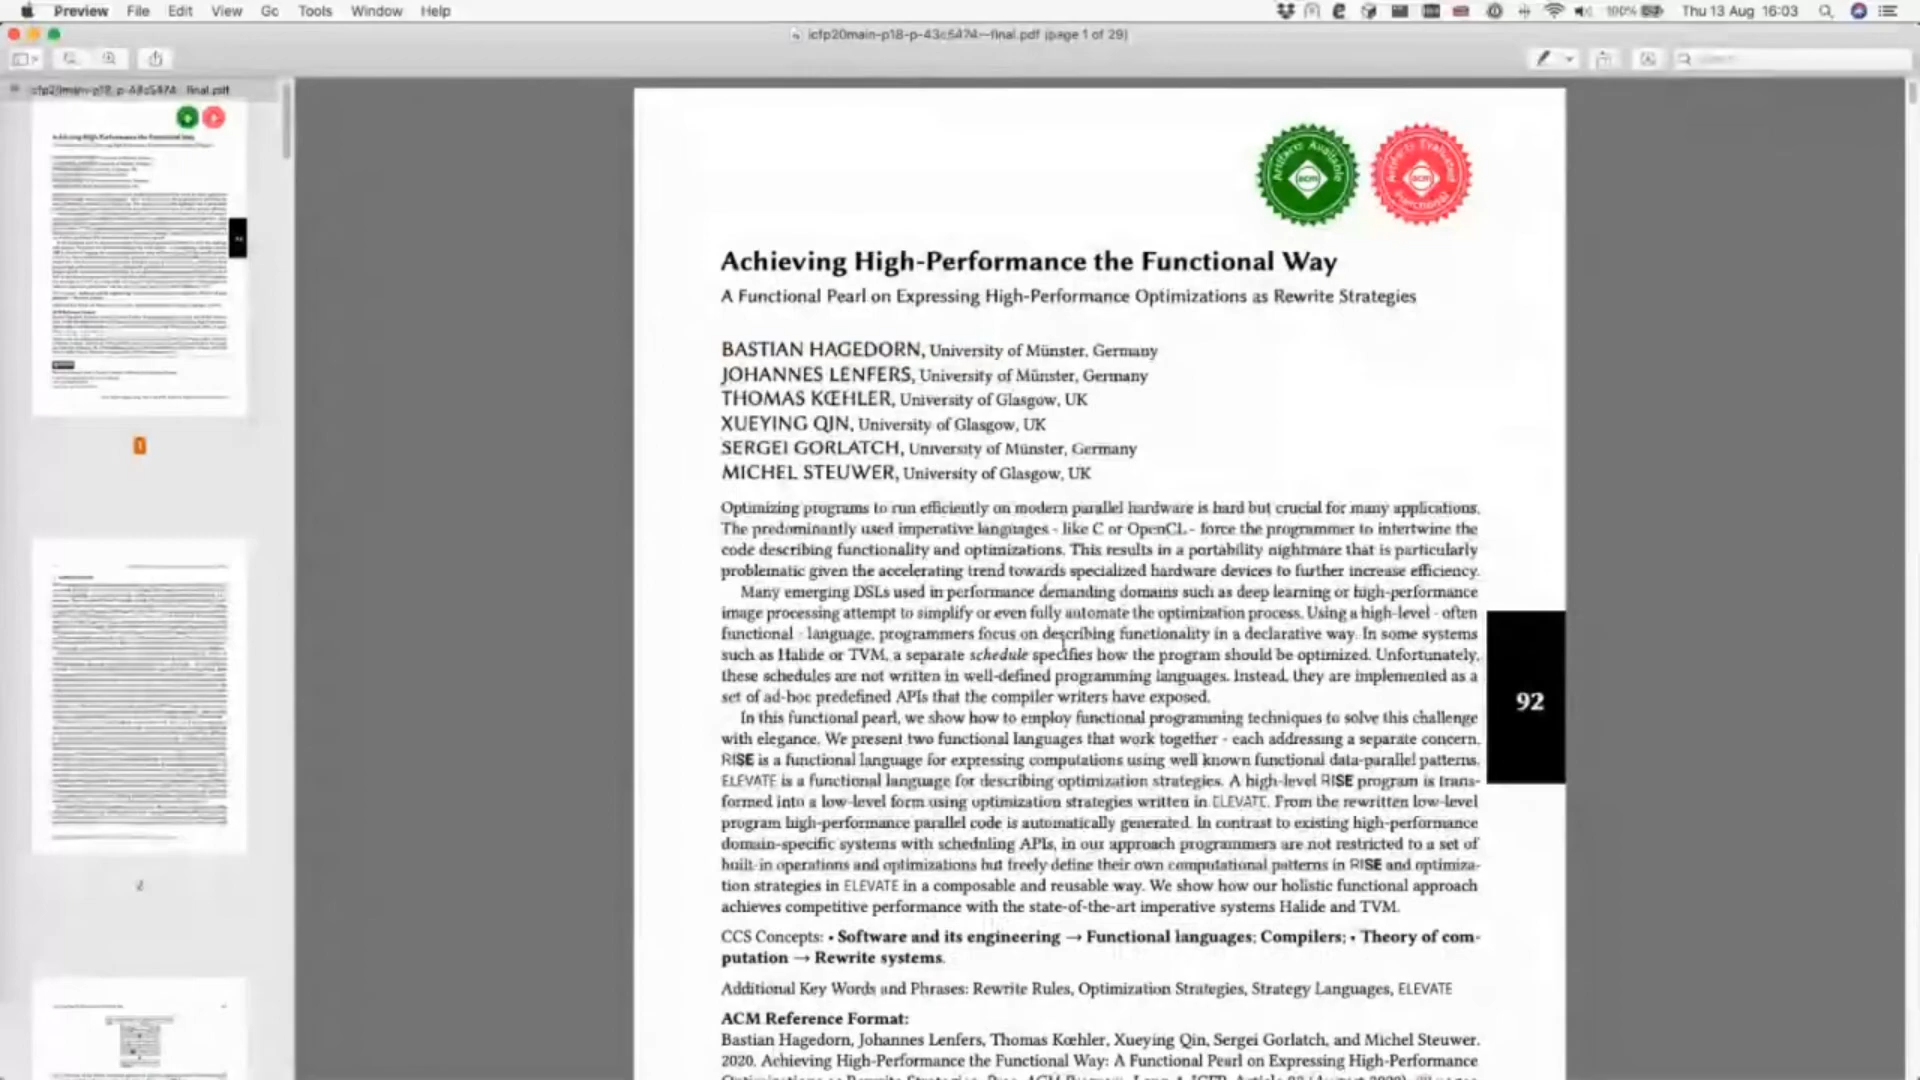 Preview File Edit View Go Tools Window Help
100% Thu 13 Aug 16:03
icfp20main-p18-p-43c5474--final.pdf (page 1 of 29)
Artifacts Available acm
Artifacts Evaluated acm Functional
Achieving High-Performance the Functional Way
A Functional Pearl on Expressing High-Performance Optimizations as Rewrite Strategies
BASTIAN HAGEDORN, University of Münster, Germany
JOHANNES LENFERS, University of Münster, Germany
THOMAS KŒHLER, University of Glasgow, UK
XUEYING QIN, University of Glasgow, UK
SERGEI GORLATCH, University of Münster, Germany
MICHEL STEUWER, University of Glasgow, UK
Optimizing programs to run efficiently on modern parallel hardware is hard but crucial for many applications.
The predominantly used imperative languages - like C or OpenCL - force the programmer to intertwine the
code describing functionality and optimizations. This results in a portability nightmare that is particularly
problematic given the accelerating trend towards specialized hardware devices to further increase efficiency.
Many emerging DSLs used in performance demanding domains such as deep learning or high-performance
image processing attempt to simplify or even fully automate the optimization process. Using a high-level - often
functional - language, programmers focus on describing functionality in a declarative way. In some systems
such as Halide or TVM, a separate schedule specifies how the program should be optimized. Unfortunately,
these schedules are not written in well-defined programming languages. Instead, they are implemented as a
set of ad-hoc predefined APIs that the compiler writers have exposed.
In this functional pearl, we show how to employ functional programming techniques to solve this challenge
with elegance. We present two functional languages that work together - each addressing a separate concern.
RISE is a functional language for expressing computations using well known functional data-parallel patterns.
ELEVATE is a functional language for describing optimization strategies. A high-level RISE program is trans-
formed into a low-level form using optimization strategies written in ELEVATE. From the rewritten low-level
program high-performance parallel code is automatically generated. In contrast to existing high-performance
domain-specific systems with scheduling APIs, in our approach programmers are not restricted to a set of
built-in operations and optimizations but freely define their own computational patterns in RISE and optimiza-
tion strategies in ELEVATE in a composable and reusable way. We show how our holistic functional approach
achieves competitive performance with the state-of-the-art imperative systems Halide and TVM.
CCS Concepts: • Software and its engineering → Functional languages; Compilers; • Theory of com-
putation → Rewrite systems.
Additional Key Words and Phrases: Rewrite Rules, Optimization Strategies, Strategy Languages, ELEVATE
ACM Reference Format:
Bastian Hagedorn, Johannes Lenfers, Thomas Kœhler, Xueying Qin, Sergei Gorlatch, and Michel Steuwer.
2020. Achieving High-Performance the Functional Way: A Functional Pearl on Expressing High-Performance
92
1
2